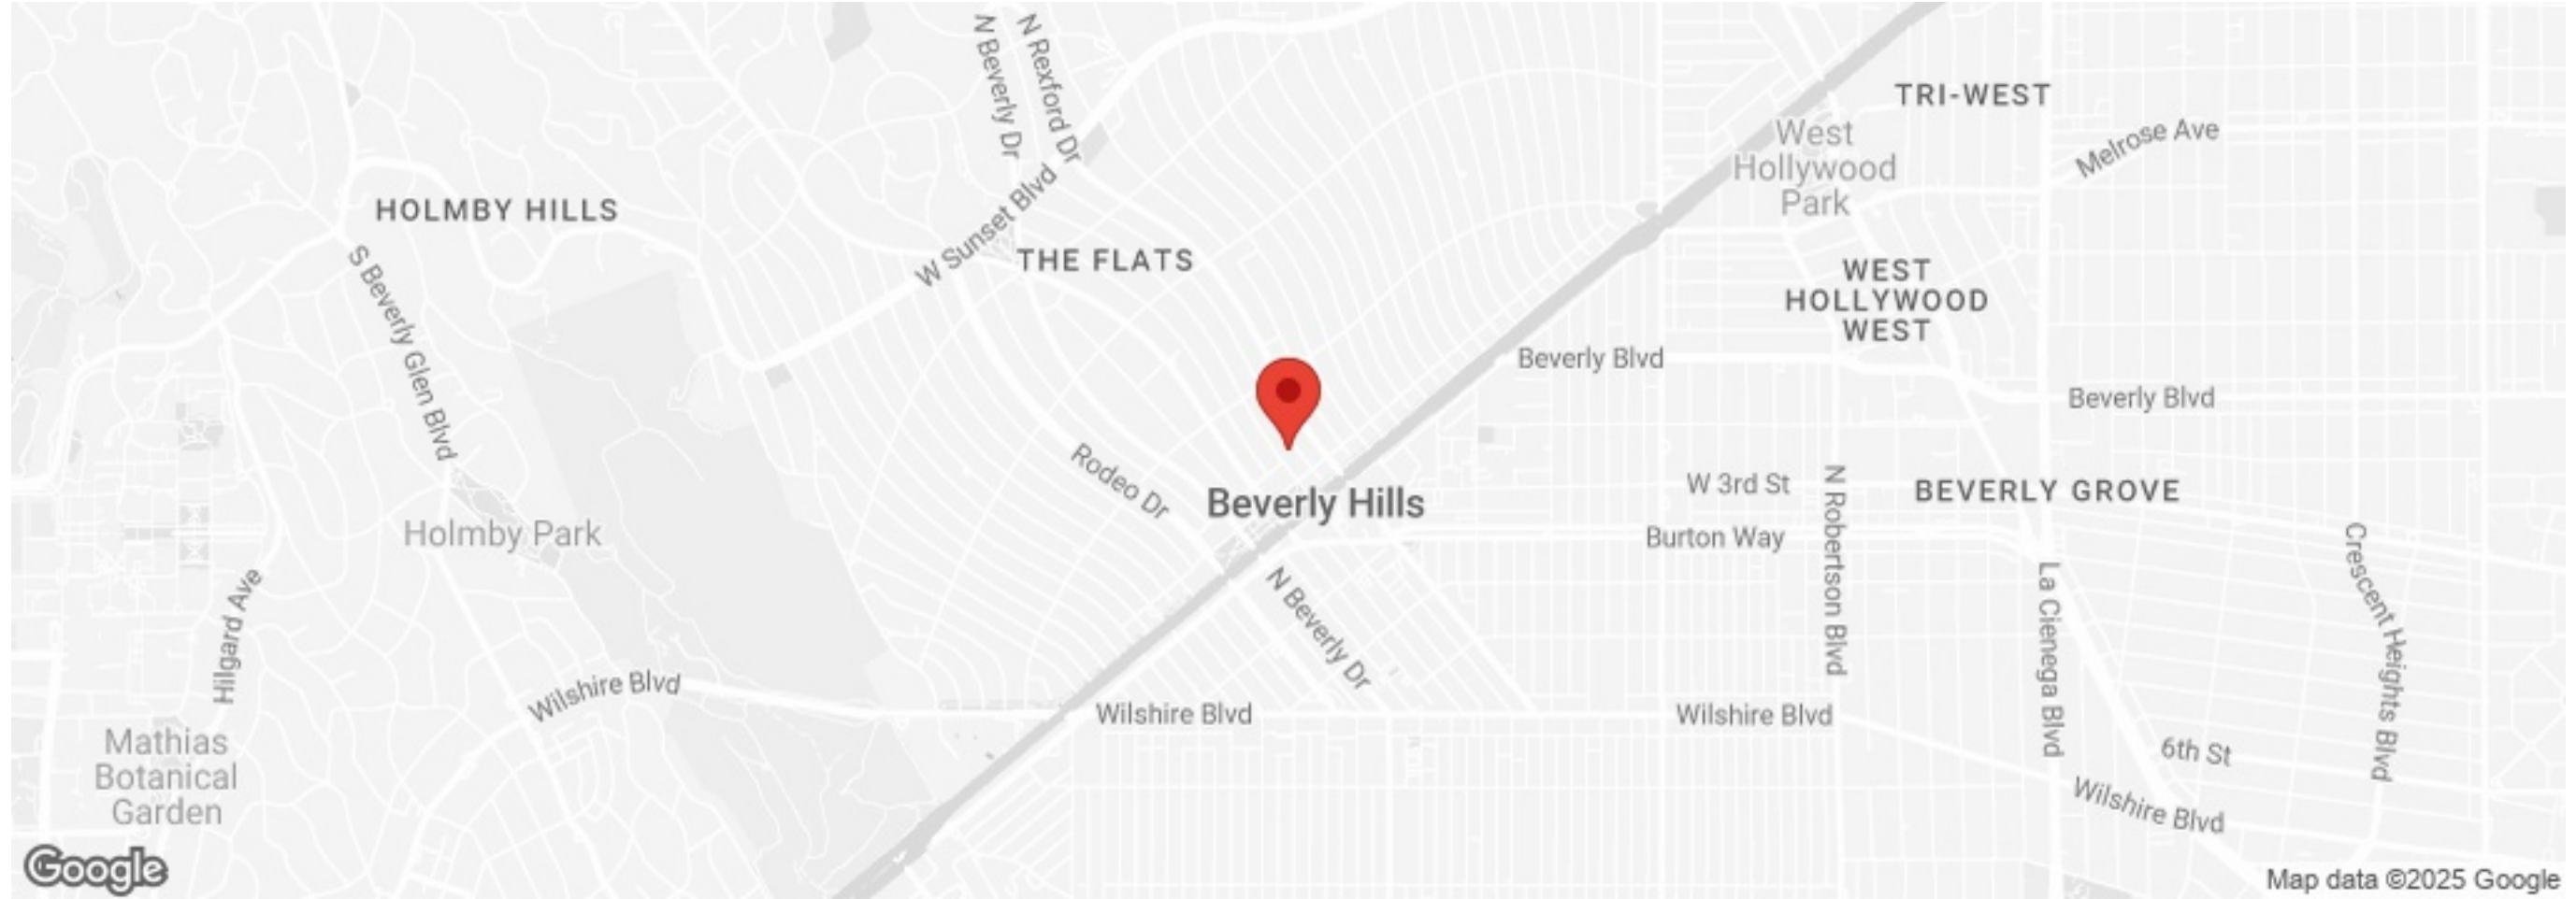 N Beverly Dr
N Rexford Dr
TRI-WEST
West
Hollywood
Park
Melrose Ave
HOLMBY HILLS
W Sunset Blvd
THE FLATS
S Beverly Glen Blvd
WEST
HOLLYWOOD
WEST
Beverly Blvd
Beverly Blvd
Rodeo Dr
Beverly Hills
W 3rd St
N Robertson Blvd
BEVERLY GROVE
Holmby Park
Burton Way
Crescent Heights Blvd
Hilgard Ave
N Beverly Dr
La Cienega Blvd
Wilshire Blvd
Wilshire Blvd
Wilshire Blvd
Mathias
Botanical
Garden
6th St
Wilshire Blvd
Google
Map data ©2025 Google